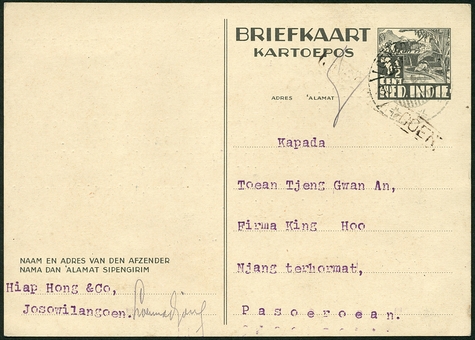 BRIEFKAART
KARTOEPOS
NED. INDIE
ADRES 'ALAMAT
Kapada
Toean Tjeng Gwan An,
Firma King Hoo
Njang terhormat,
Pasoeroean.
NAAM EN ADRES VAN DEN AFZENDER
NAMA DAN 'ALAMAT SIPENGIRIM
Hiap Hong & Co,
Josowilangoen.